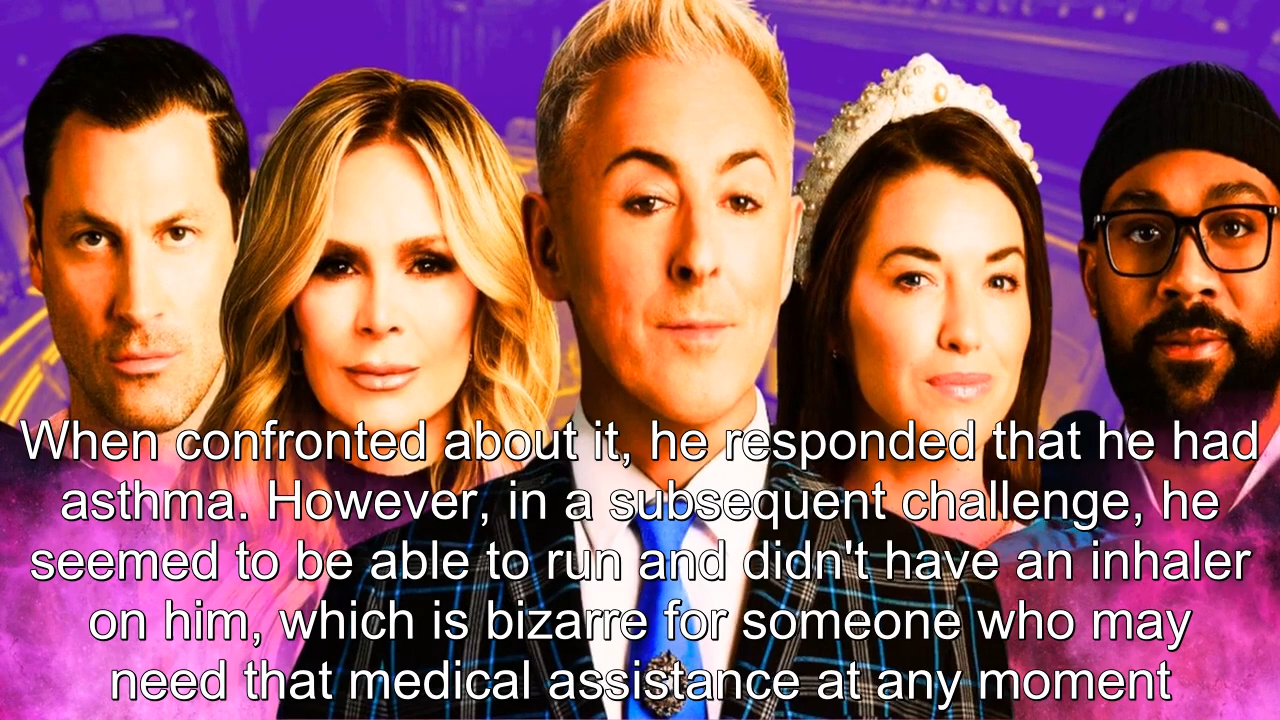 When confronted about it, he responded that he had
asthma. However, in a subsequent challenge, he
seemed to be able to run and didn't have an inhaler
on him, which is bizarre for someone who may
need that medical assistance at any moment